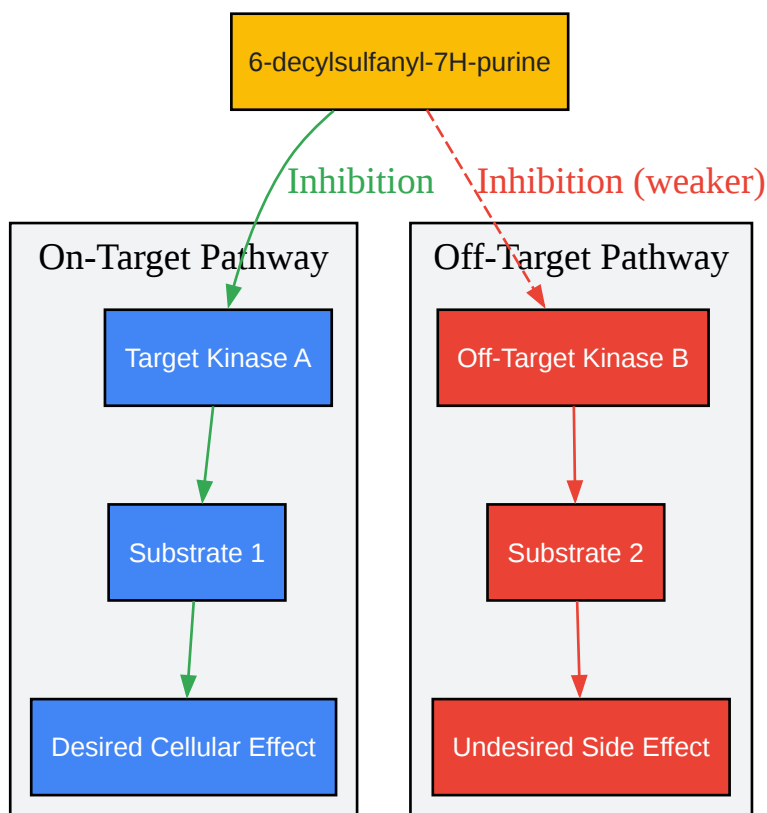 6-decylsulfanyl-7H-purine
Inhibition
Inhibition (weaker)
On-Target Pathway
Off-Target Pathway
Target Kinase A
Off-Target Kinase B
Substrate 1
Substrate 2
Desired Cellular Effect
Undesired Side Effect